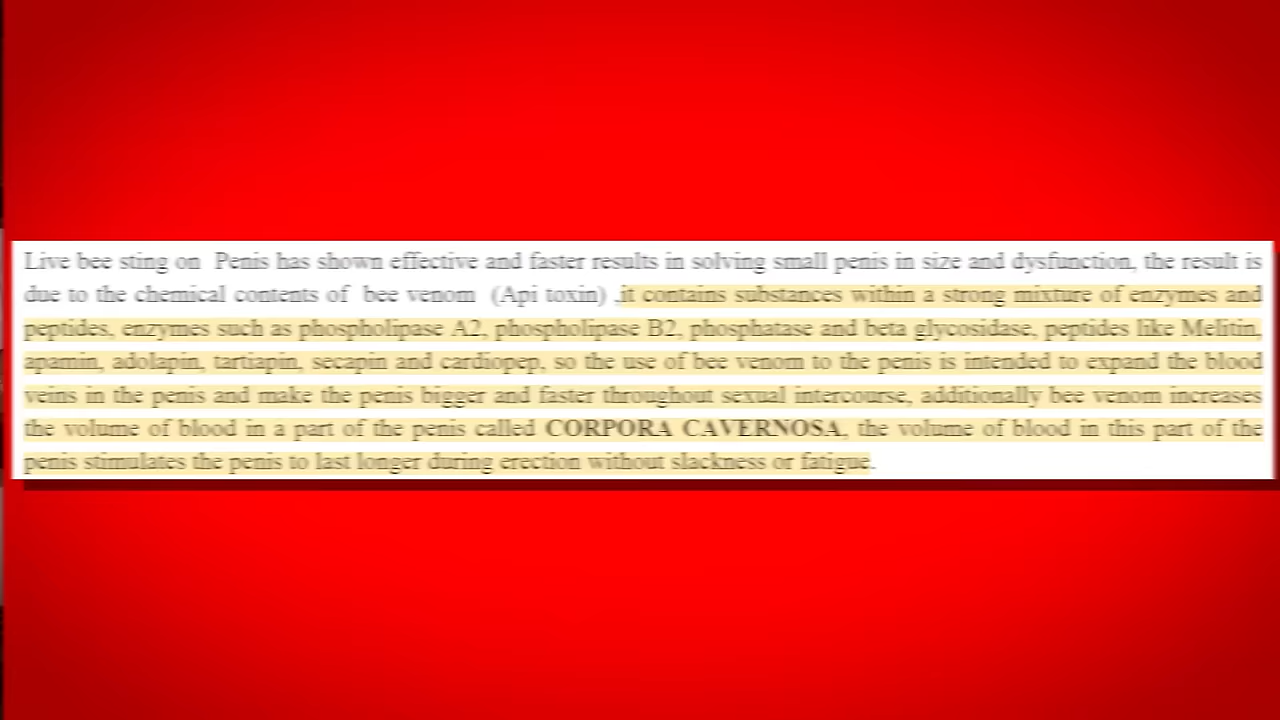 Live bee sting on Penis has shown effective and faster results in solving small penis in size and dysfunction, the result is
due to the chemical contents of bee venom (Api toxin) .it contains substances within a strong mixture of enzymes and
peptides, enzymes such as phospholipase A2, phospholipase B2, phosphatase and beta glycosidase, peptides like Melitin,
apamin, adolapin, tartiapin, secapin and cardiopep, so the use of bee venom to the penis is intended to expand the blood
veins in the penis and make the penis bigger and faster throughout sexual intercourse, additionally bee venom increases
the volume of blood in a part of the penis called CORPORA CAVERNOSA, the volume of blood in this part of the
penis stimulates the penis to last longer during erection without slackness or fatigue.